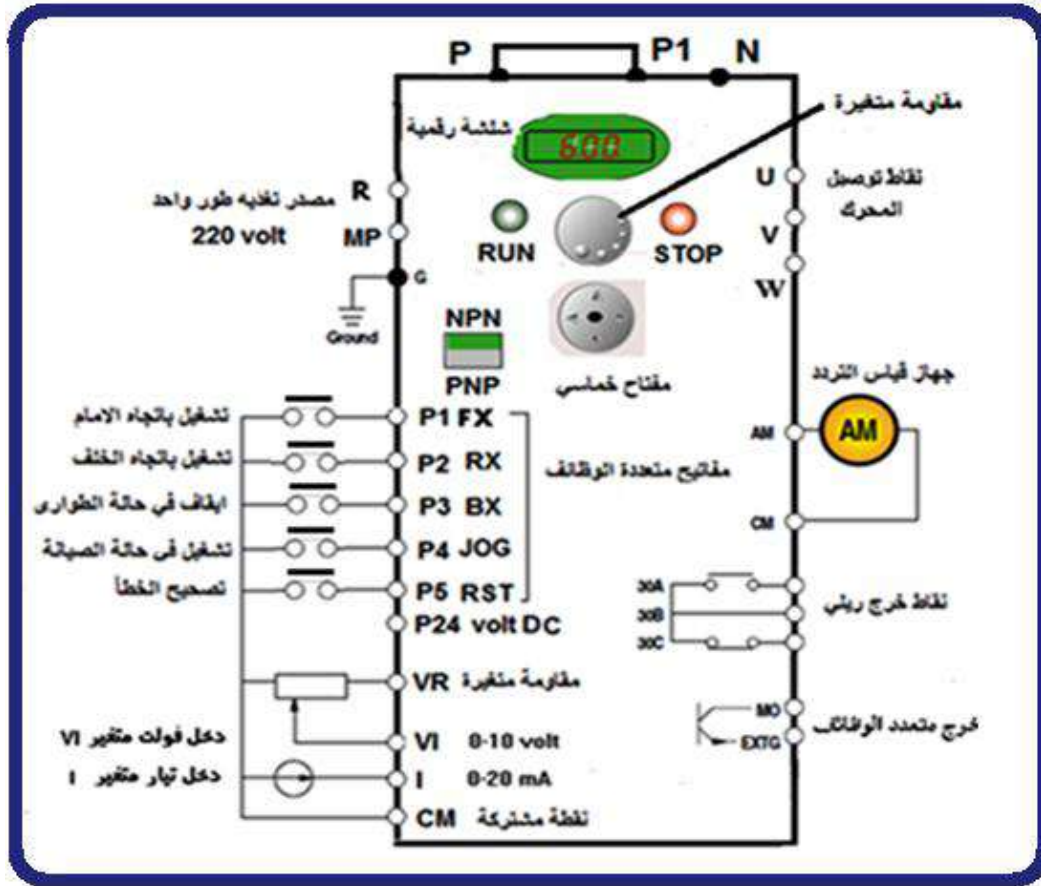 P P1 N
مقاومة متغيرة
شلشة رقمية
600
R
مصدر تغذيه طور واحد
220 volt
MP
RUN
STOP
U
V
W
نقاط توصيل
المحرك
G
Ground
NPN
PNP
مفتاح خماسي
جهاز قياس التردد
AM
AM
CM
تشغيل باتجاه الامام
P1 FX
تشغيل باتجاه الخلف
P2 RX
ايقاف في حالة الطوارى
P3 BX
تشغيل في حالة الصيانة
P4 JOG
تصحيح الخطأ
P5 RST
مفاتيح متعددة الوظائف
P24 volt DC
30A
30B
30C
نقاط خرج ريلي
VR مقاومة متغيرة
دخل فولت متغير VI
VI 0-10 volt
دخل تيار متغير I
I 0-20 mA
CM نقطة مشتركة
MO
EXTG
خرج متعدد الوظائف